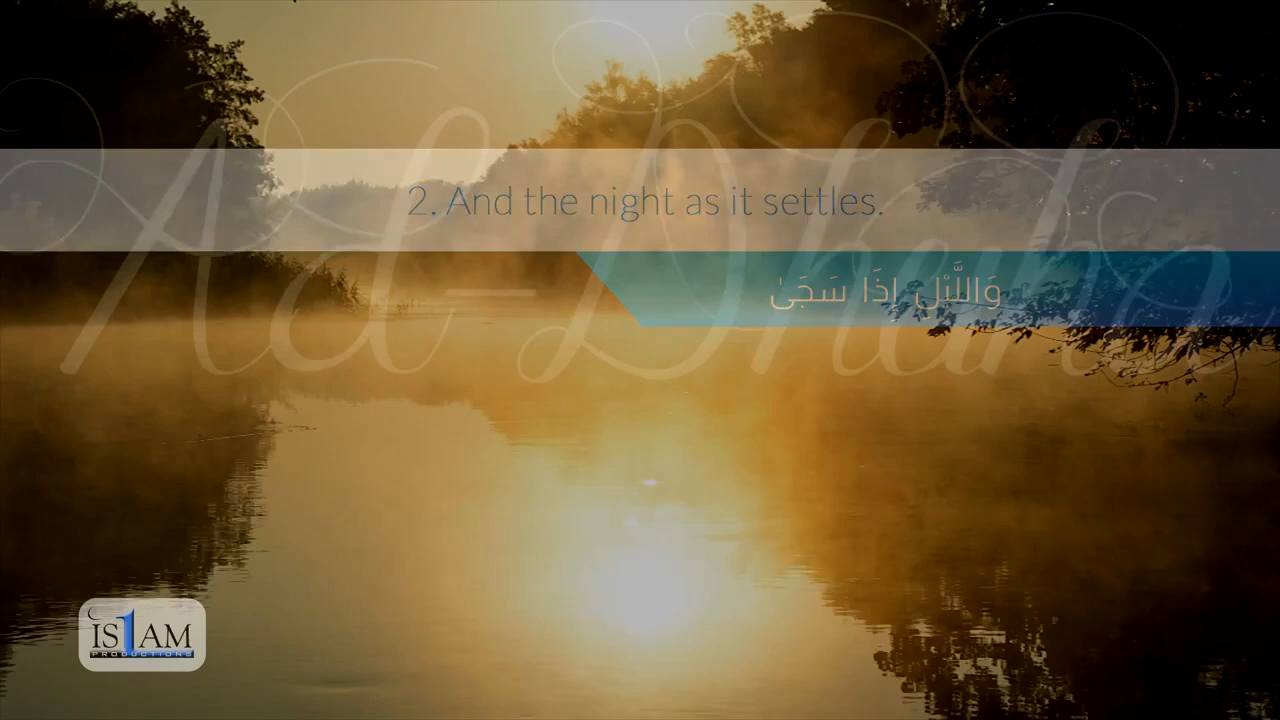 Ad-Dhuha
2. And the night as it settles.
وَاللَّيْلِ إِذَا سَجَىٰ
IS1AM
PRODUCTIONS